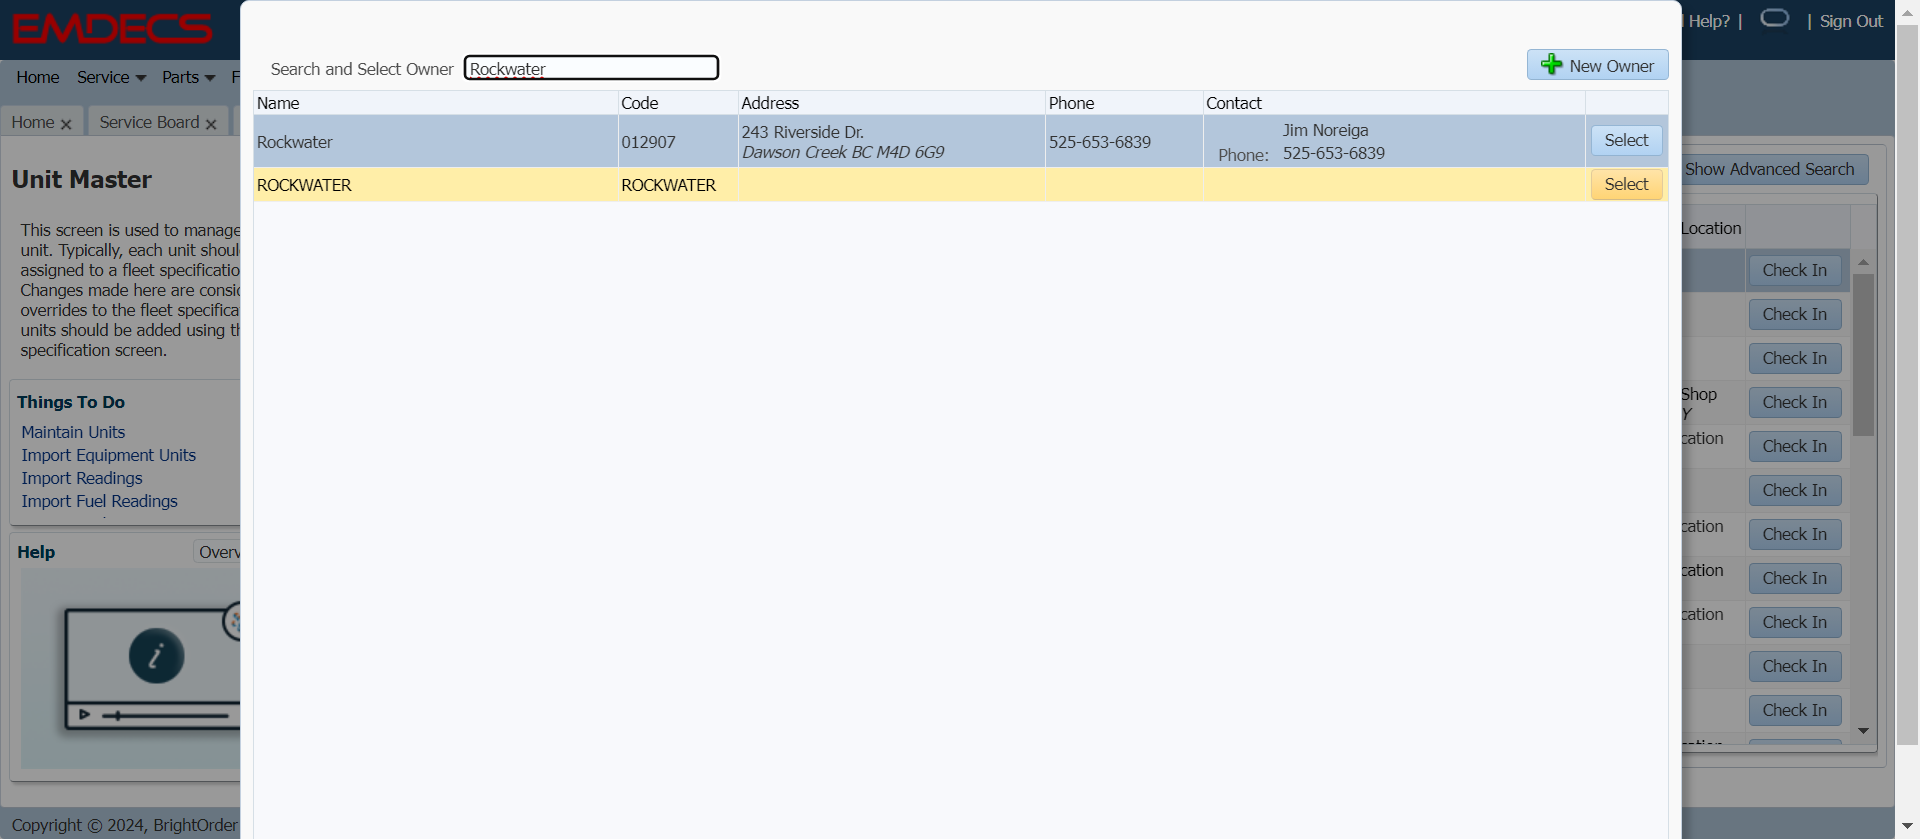 EMDECS
Help? |
| Sign Out
Home Service Parts F
Home × Service Board ×
Search and Select Owner Rockwater
New Owner
Name Code Address Phone Contact
Rockwater 012907 243 Riverside Dr. 525-653-6839 Jim Noreiga Select
Dawson Creek BC M4D 6G9 Phone: 525-653-6839
ROCKWATER ROCKWATER Select
Unit Master
This screen is used to manage
unit. Typically, each unit shoul
assigned to a fleet specificatio
Changes made here are consid
overrides to the fleet specifica
units should be added using th
specification screen.
Things To Do
Maintain Units
Import Equipment Units
Import Readings
Import Fuel Readings
Help Overv
i
Show Advanced Search
Location
Check In
Check In
Check In
Shop Check In
Y
cation Check In
Check In
cation Check In
cation Check In
cation Check In
Check In
Check In
Copyright © 2024, BrightOrder